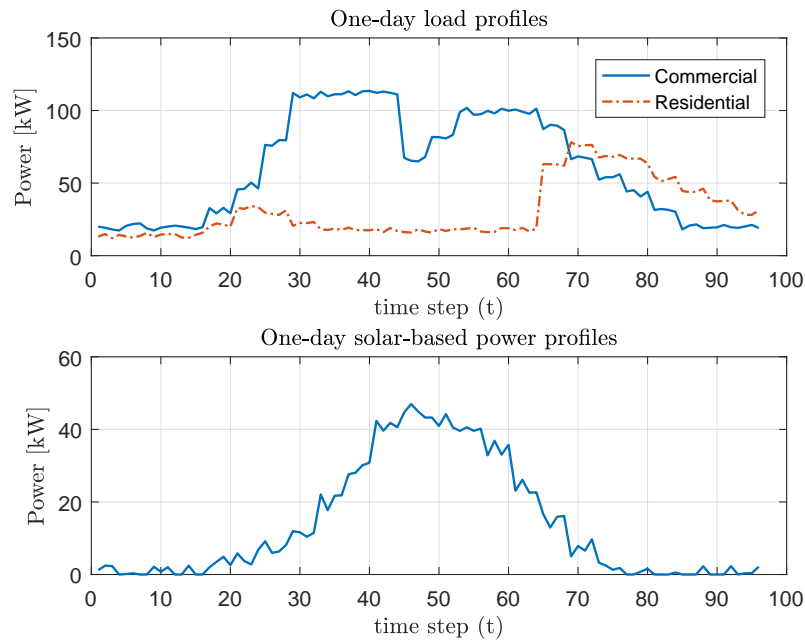 One-day load profiles
150
100
50
0
Power [kW]
Commercial
Residential
0 10 20 30 40 50 60 70 80 90 100
time step (t)
One-day solar-based power profiles
60
40
20
0
Power [kW]
0 10 20 30 40 50 60 70 80 90 100
time step (t)